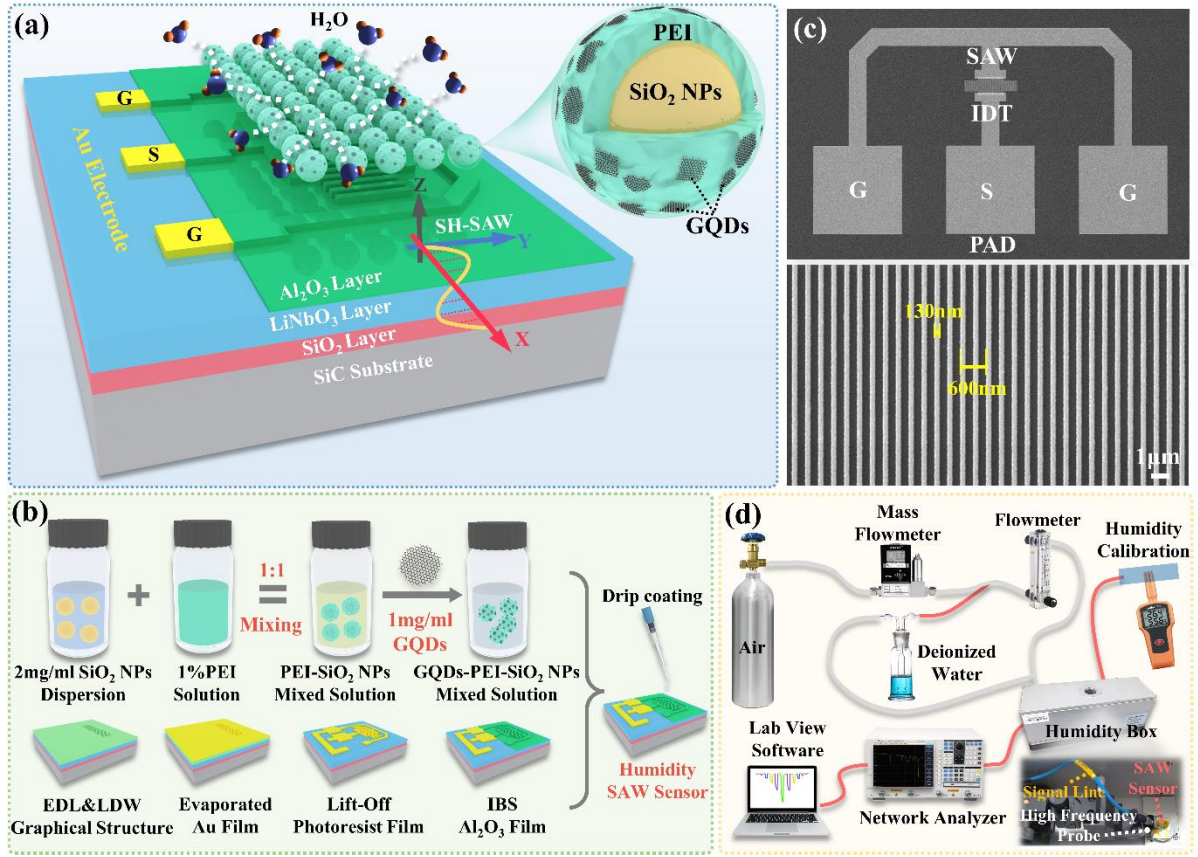 (a)
H₂O
PEI
SiO₂ NPs
GQDs
G
S
G
Au Electrode
Z
SH-SAW
Y
X
Al₂O₃ Layer
LiNbO₃ Layer
SiO₂ Layer
SiC Substrate
(c)
SAW
IDT
G
S
G
PAD
130nm
600nm
1μm
(b)
1:1
Mixing
1mg/ml
GQDs
2mg/ml SiO₂ NPs
Dispersion
1%PEI
Solution
PEI-SiO₂ NPs
Mixed Solution
GQDs-PEI-SiO₂ NPs
Mixed Solution
Drip coating
EDL&LDW
Graphical Structure
Evaporated
Au Film
Lift-Off
Photoresist Film
IBS
Al₂O₃ Film
Humidity
SAW Sensor
(d)
Mass
Flowmeter
Flowmeter
Humidity
Calibration
Air
Deionized
Water
Humidity Box
Lab View
Software
Network Analyzer
Signal Lint
High Frequency
Probe
SAW
Sensor